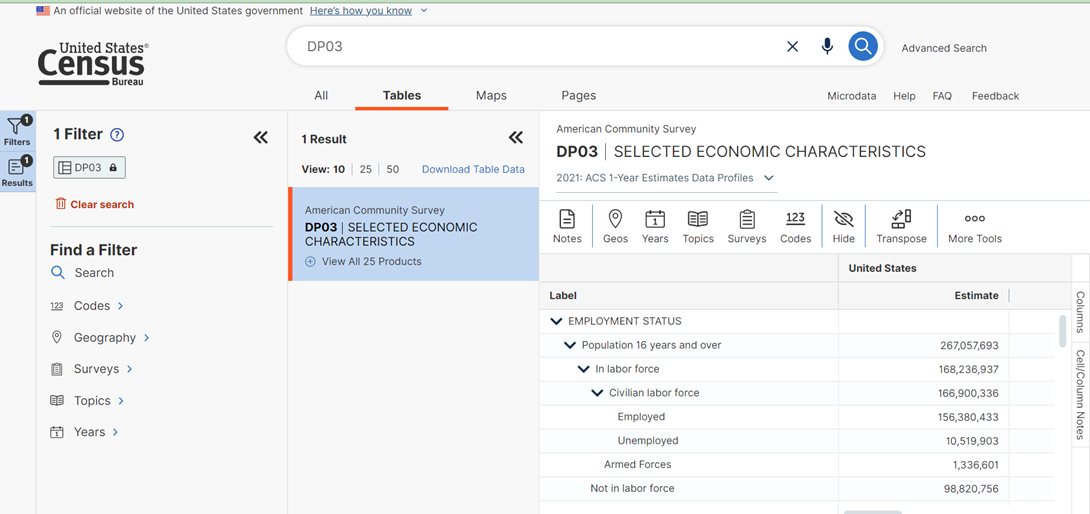 An official website of the United States government Here's how you know
United States®
Census
Bureau
DP03
Advanced Search
All Tables Maps Pages
Microdata Help FAQ Feedback
1
Filters
1
Results
1 Filter
DP03
Clear search
Find a Filter
Search
123 Codes
Geography
Surveys
Topics
Years
1 Result
View: 10 25 50 Download Table Data
American Community Survey
DP03 | SELECTED ECONOMIC
CHARACTERISTICS
View All 25 Products
American Community Survey
DP03 | SELECTED ECONOMIC CHARACTERISTICS
2021: ACS 1-Year Estimates Data Profiles
Notes Geos Years Topics Surveys Codes Hide Transpose More Tools
United States
Label Estimate
EMPLOYMENT STATUS
Population 16 years and over 267,057,693
In labor force 168,236,937
Civilian labor force 166,900,336
Employed 156,380,433
Unemployed 10,519,903
Armed Forces 1,336,601
Not in labor force 98,820,756
Columns
Cell/Column Notes